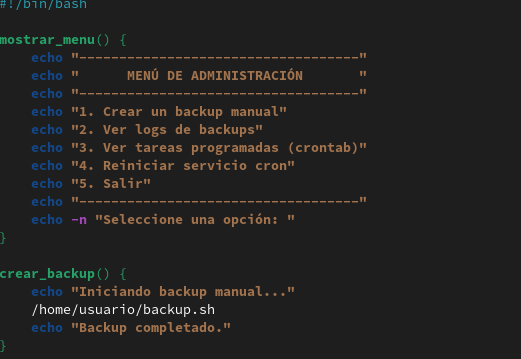 #!/bin/bash

mostrar_menu() {
    echo "-----------------------------------"
    echo "      MENÚ DE ADMINISTRACIÓN       "
    echo "-----------------------------------"
    echo "1. Crear un backup manual"
    echo "2. Ver logs de backups"
    echo "3. Ver tareas programadas (crontab)"
    echo "4. Reiniciar servicio cron"
    echo "5. Salir"
    echo "-----------------------------------"
    echo -n "Seleccione una opción: "
}

crear_backup() {
    echo "Iniciando backup manual..."
    /home/usuario/backup.sh
    echo "Backup completado."
}